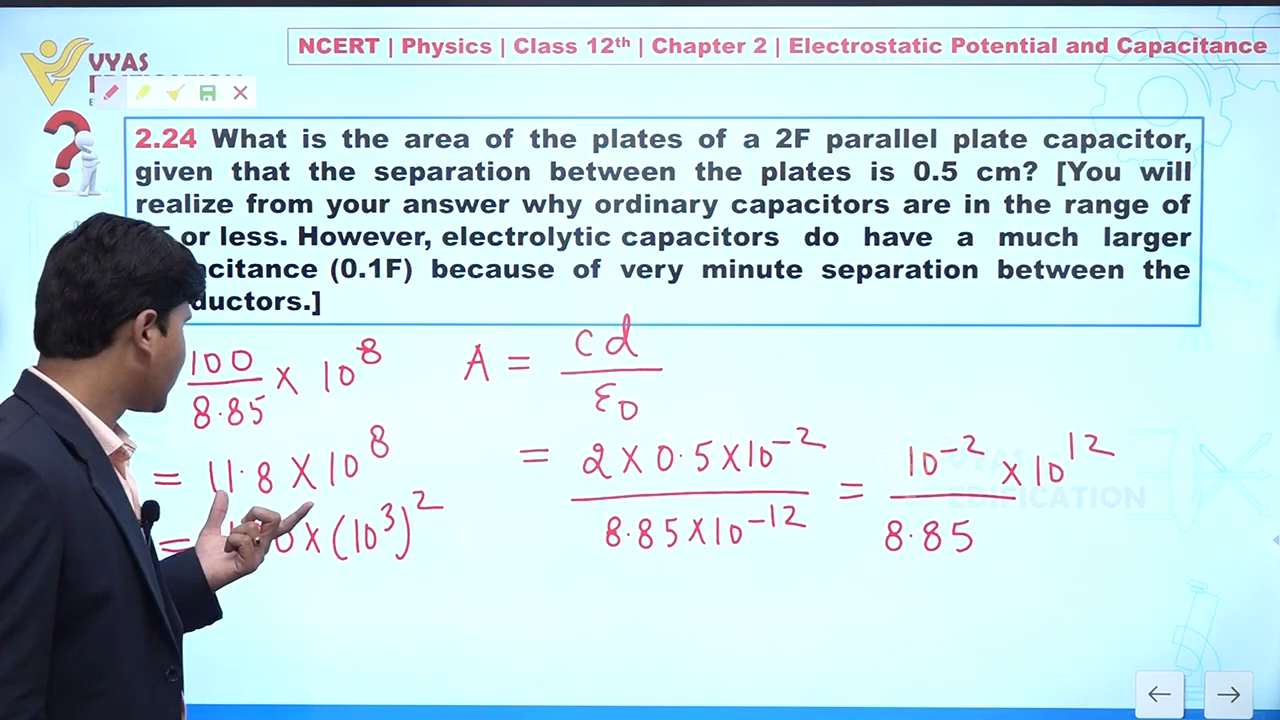 VYAS
NCERT | Physics | Class 12th | Chapter 2 | Electrostatic Potential and Capacitance
2.24 What is the area of the plates of a 2F parallel plate capacitor,
given that the separation between the plates is 0.5 cm? [You will
realize from your answer why ordinary capacitors are in the range of
or less. However, electrolytic capacitors do have a much larger
(0.1F) because of very minute separation between the
100/8.85 × 10^8
= 11.8 × 10^8
= × (10^3)^2
A = cd/ε0
= 2 × 0.5 × 10^-2 / 8.85 × 10^-12 = 10^-2/8.85 × 10^12
EDIFICATION